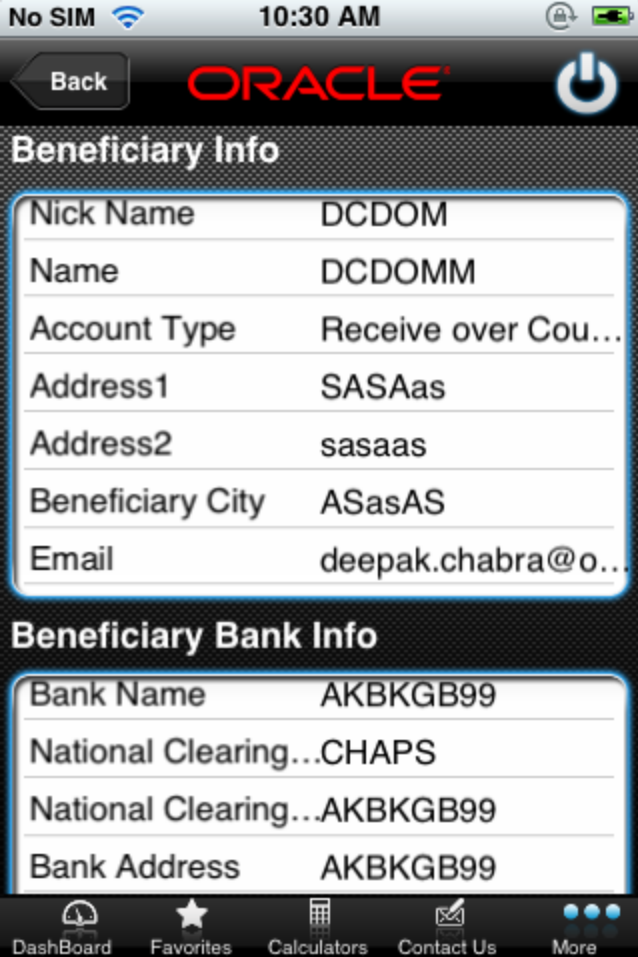 No SIM 10:30 AM
Back ORACLE
Beneficiary Info
Nick Name DCDOM
Name DCDOMM
Account Type Receive over Cou...
Address1 SASAas
Address2 sasaas
Beneficiary City ASasAS
Email deepak.chabra@o...
Beneficiary Bank Info
Bank Name AKBKGB99
National Clearing... CHAPS
National Clearing... AKBKGB99
Bank Address AKBKGB99
DashBoard Favorites Calculators Contact Us More